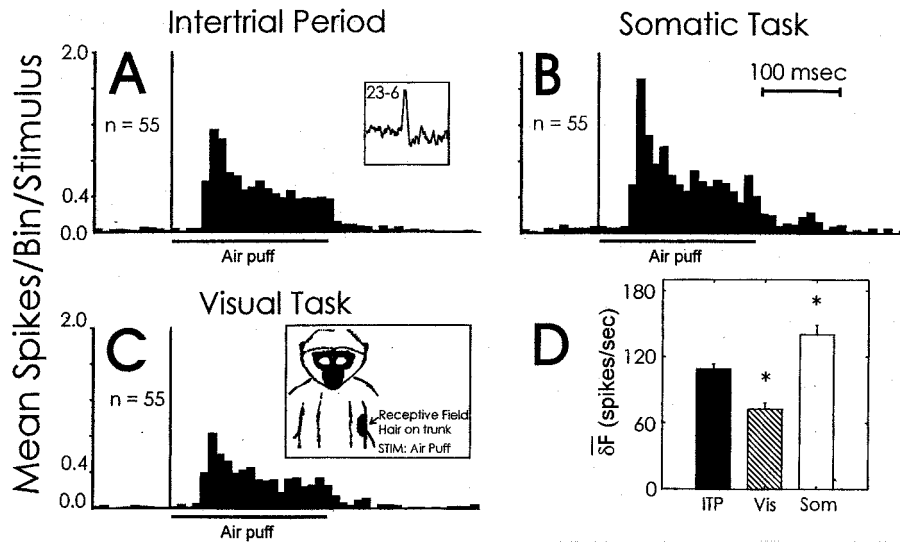 Intertrial Period
Somatic Task
Mean Spikes/Bin/Stimulus
2.0
A
n = 55
23-6
0.4
0.0
Air puff
B
100 msec
n = 55
Air puff
Visual Task
2.0
C
n = 55
Receptive Field
Hair on trunk
STIM: Air Puff
0.4
0.0
Air puff
D
δF (spikes/sec)
180
120
60
0
*
*
ITP Vis Som